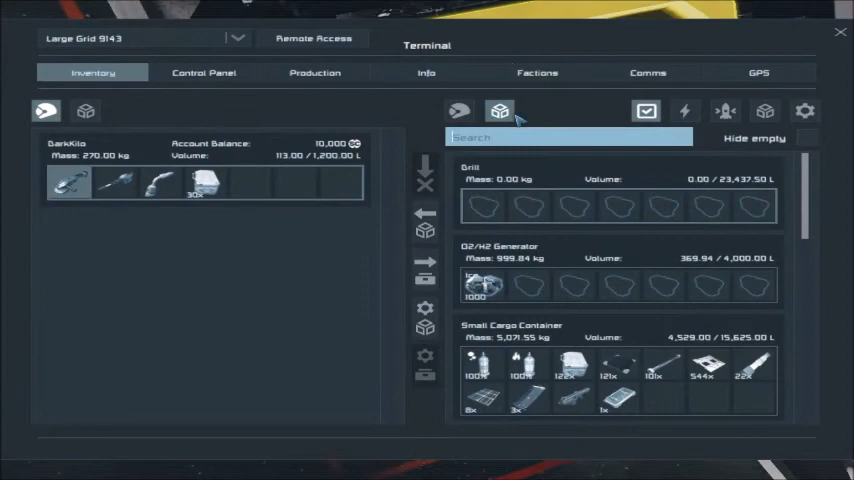 Large Grid 9143
Remote Access
Terminal
Inventory
Control Panel
Production
Info
Factions
Comms
GPS
Search
Hide empty
DarkKilo
Account Balance: 10,000 SC
Mass: 270.00 kg
Volume: 113.00 / 1,200.00 L
30x
Drill
Mass: 0.00 kg
Volume: 0.00 / 23,437.50 L
O2/H2 Generator
Mass: 999.84 kg
Volume: 369.94 / 4,000.00 L
Ice
1000
Small Cargo Container
Mass: 5,071.55 kg
Volume: 4,529.00 / 15,625.00 L
100%
100%
122x
121x
101x
544x
22x
8x
3x
1x